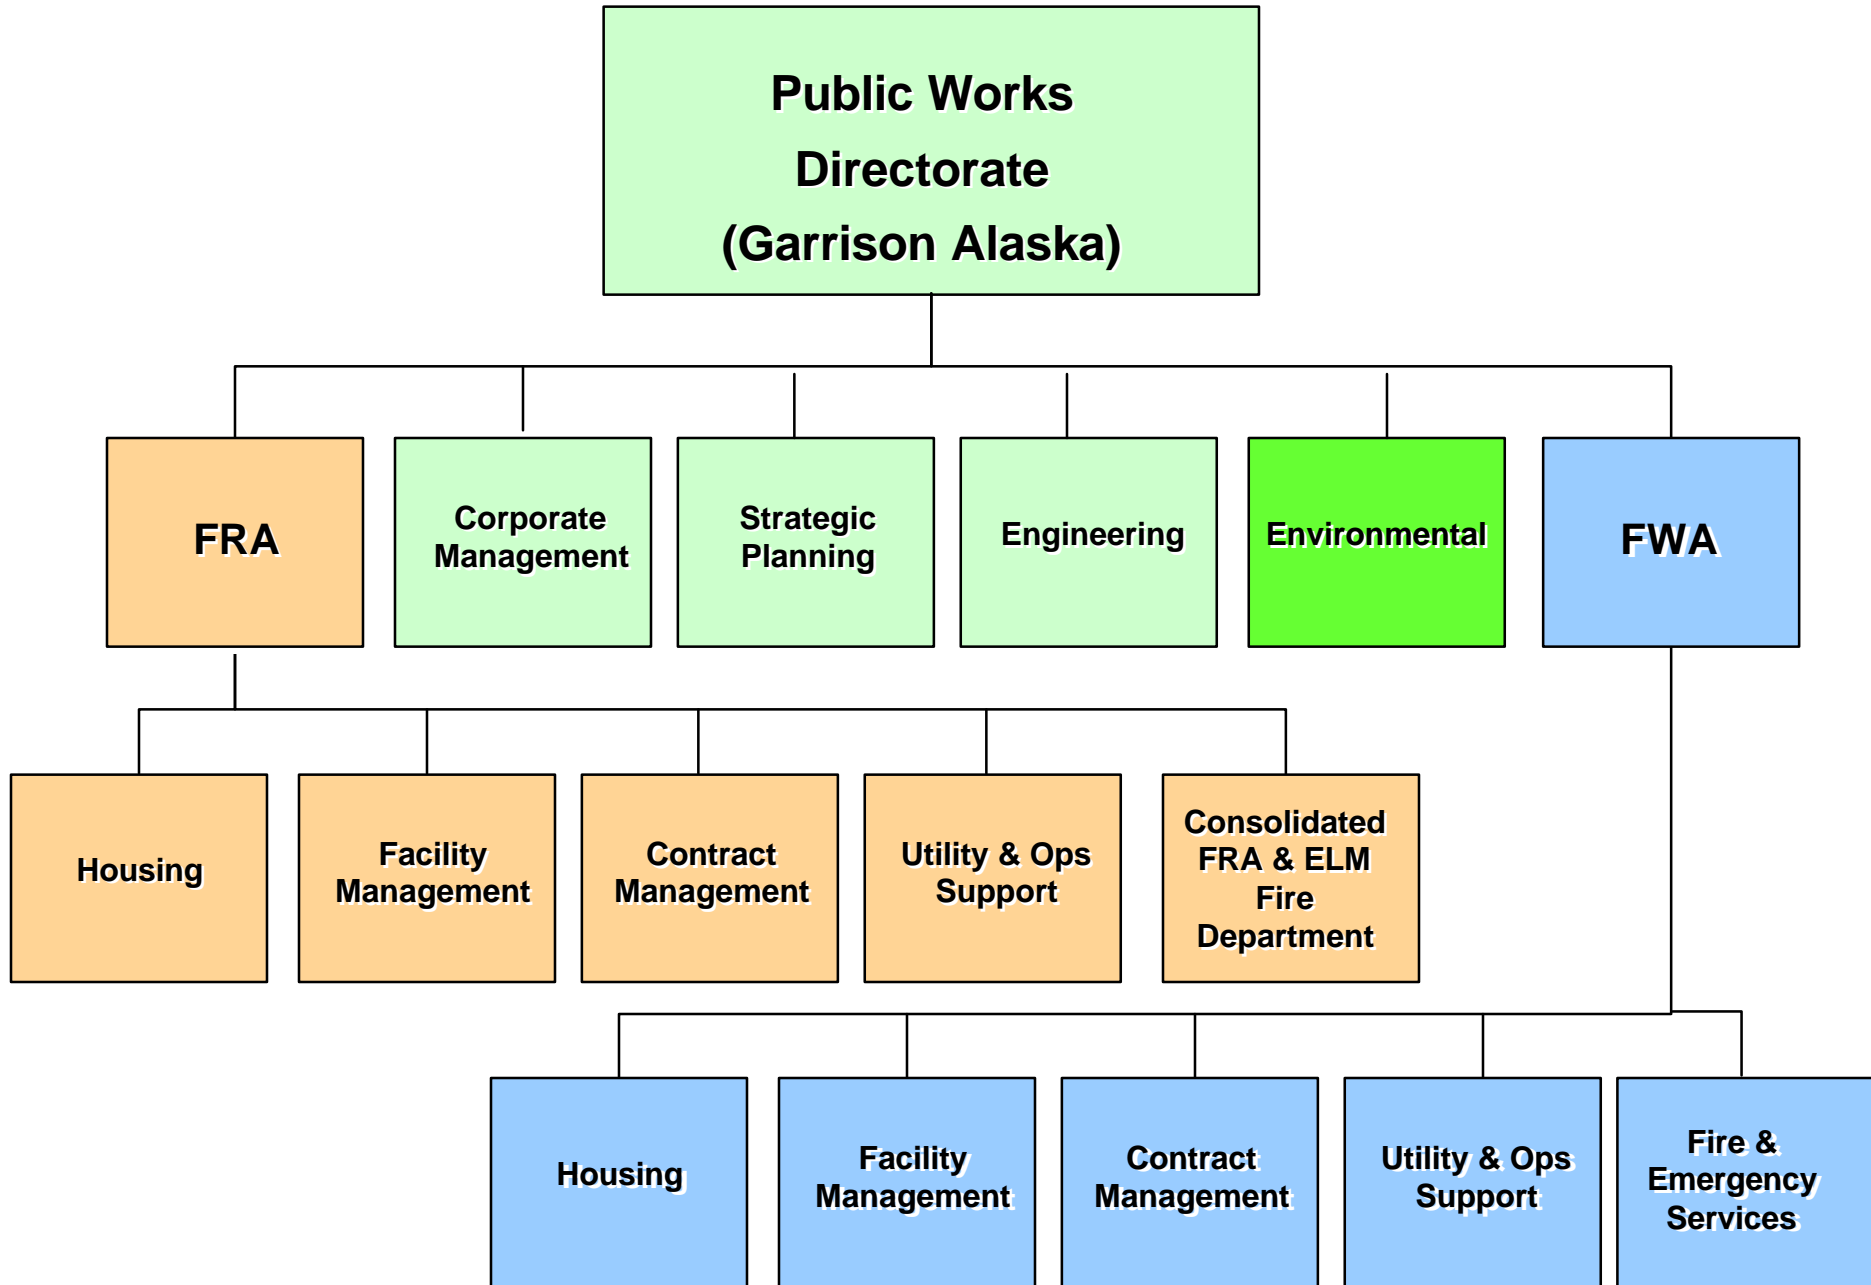 Public Works
Directorate
(Garrison Alaska)
FRA
Corporate
Management
Strategic
Planning
Engineering
Environmental
FWA
Housing
Facility
Management
Contract
Management
Utility & Ops
Support
Consolidated
FRA & ELM
Fire
Department
Housing
Facility
Management
Contract
Management
Utility & Ops
Support
Fire &
Emergency
Services